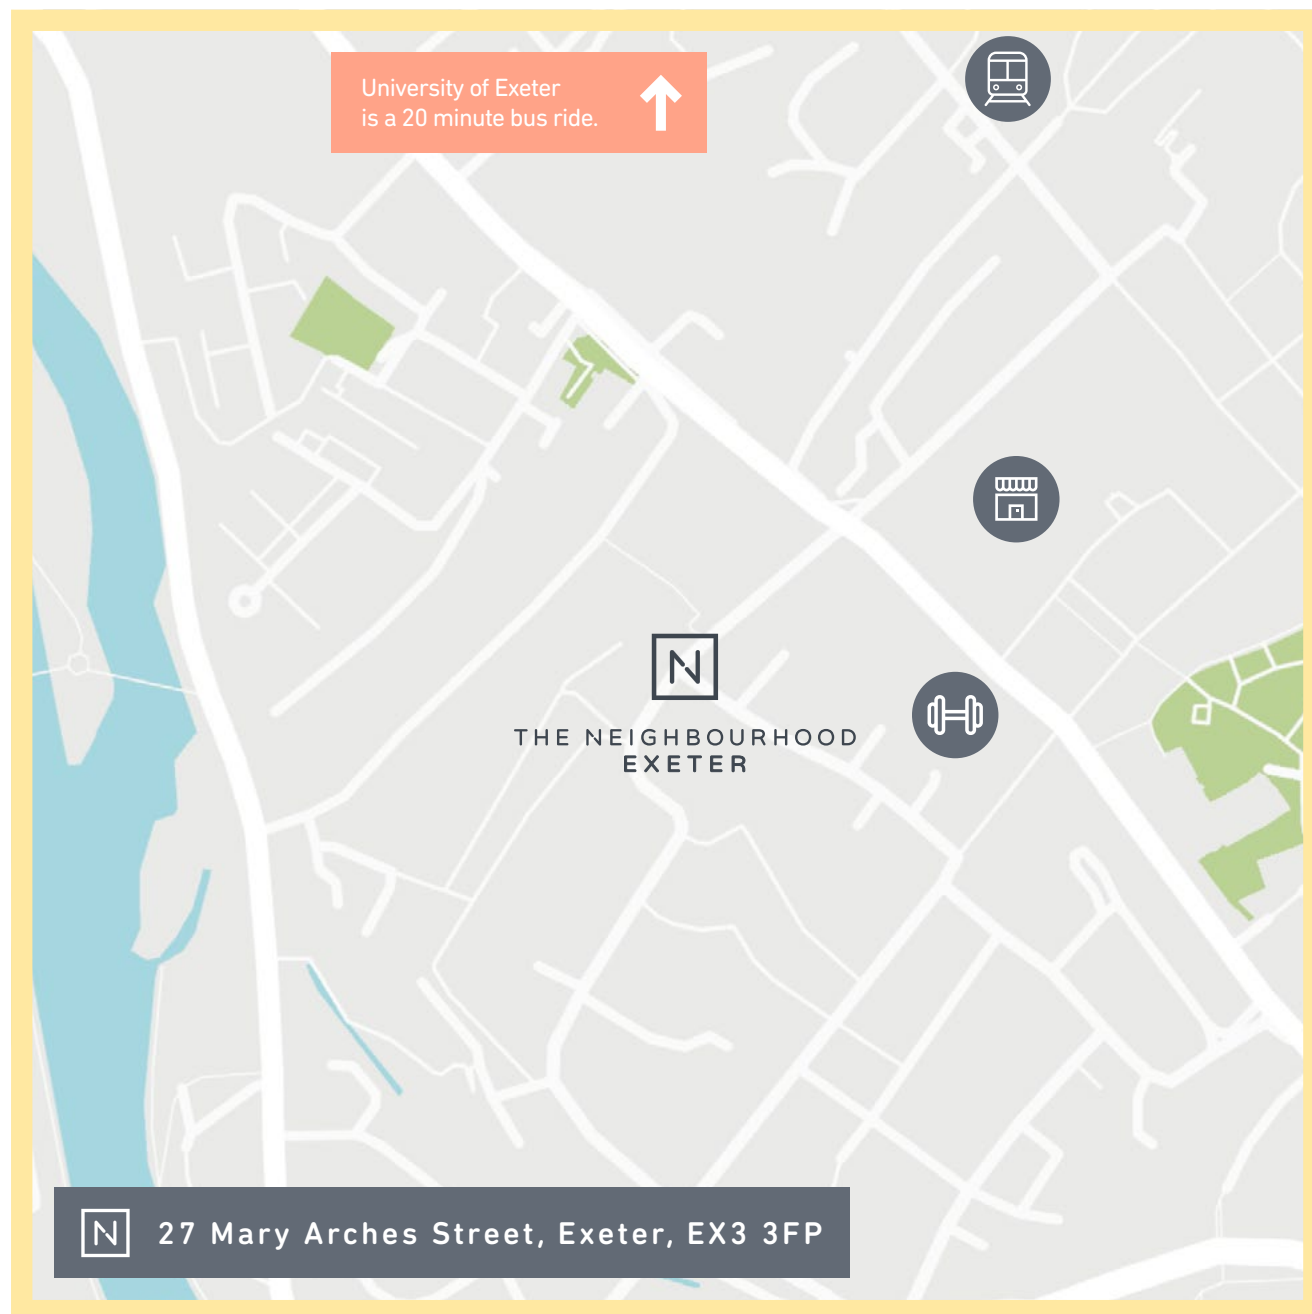 University of Exeter
is a 20 minute bus ride.
N
THE NEIGHBOURHOOD
EXETER
N
27 Mary Arches Street, Exeter, EX3 3FP